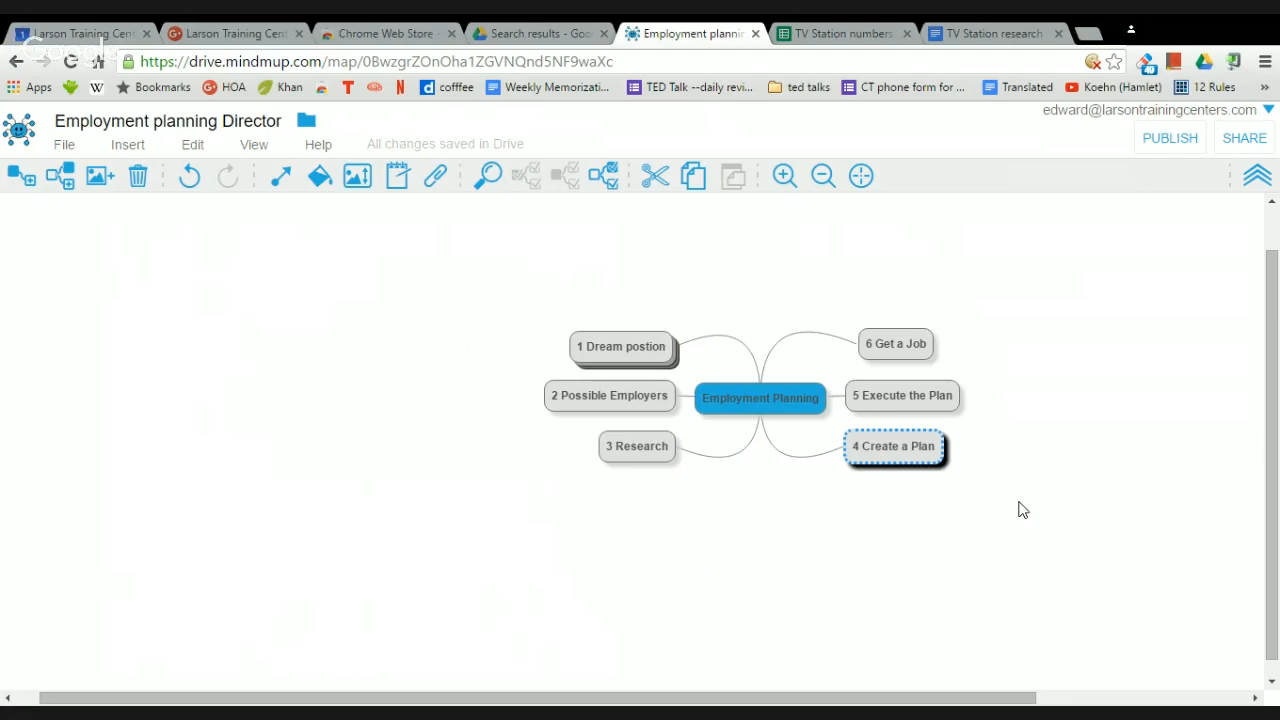 Larson Training Cent
Larson Training Cent
Chrome Web Store -
Search results - Goo
Employment plannin
TV Station numbers
TV Station research
Google
https://drive.mindmup.com/map/0BwzgrZOnOha1ZGVNQnd5NF9waXc
40
Apps
W
Bookmarks
HOA
Khan
T
N
d
cofffee
Weekly Memorizati...
TED Talk --daily revi...
ted talks
CT phone form for ...
Translated
Koehn (Hamlet)
12 Rules
»
edward@larsontrainingcenters.com
Employment planning Director
File
Insert
Edit
View
Help
All changes saved in Drive
PUBLISH
SHARE
1 Dream postion
6 Get a Job
2 Possible Employers
Employment Planning
5 Execute the Plan
3 Research
4 Create a Plan